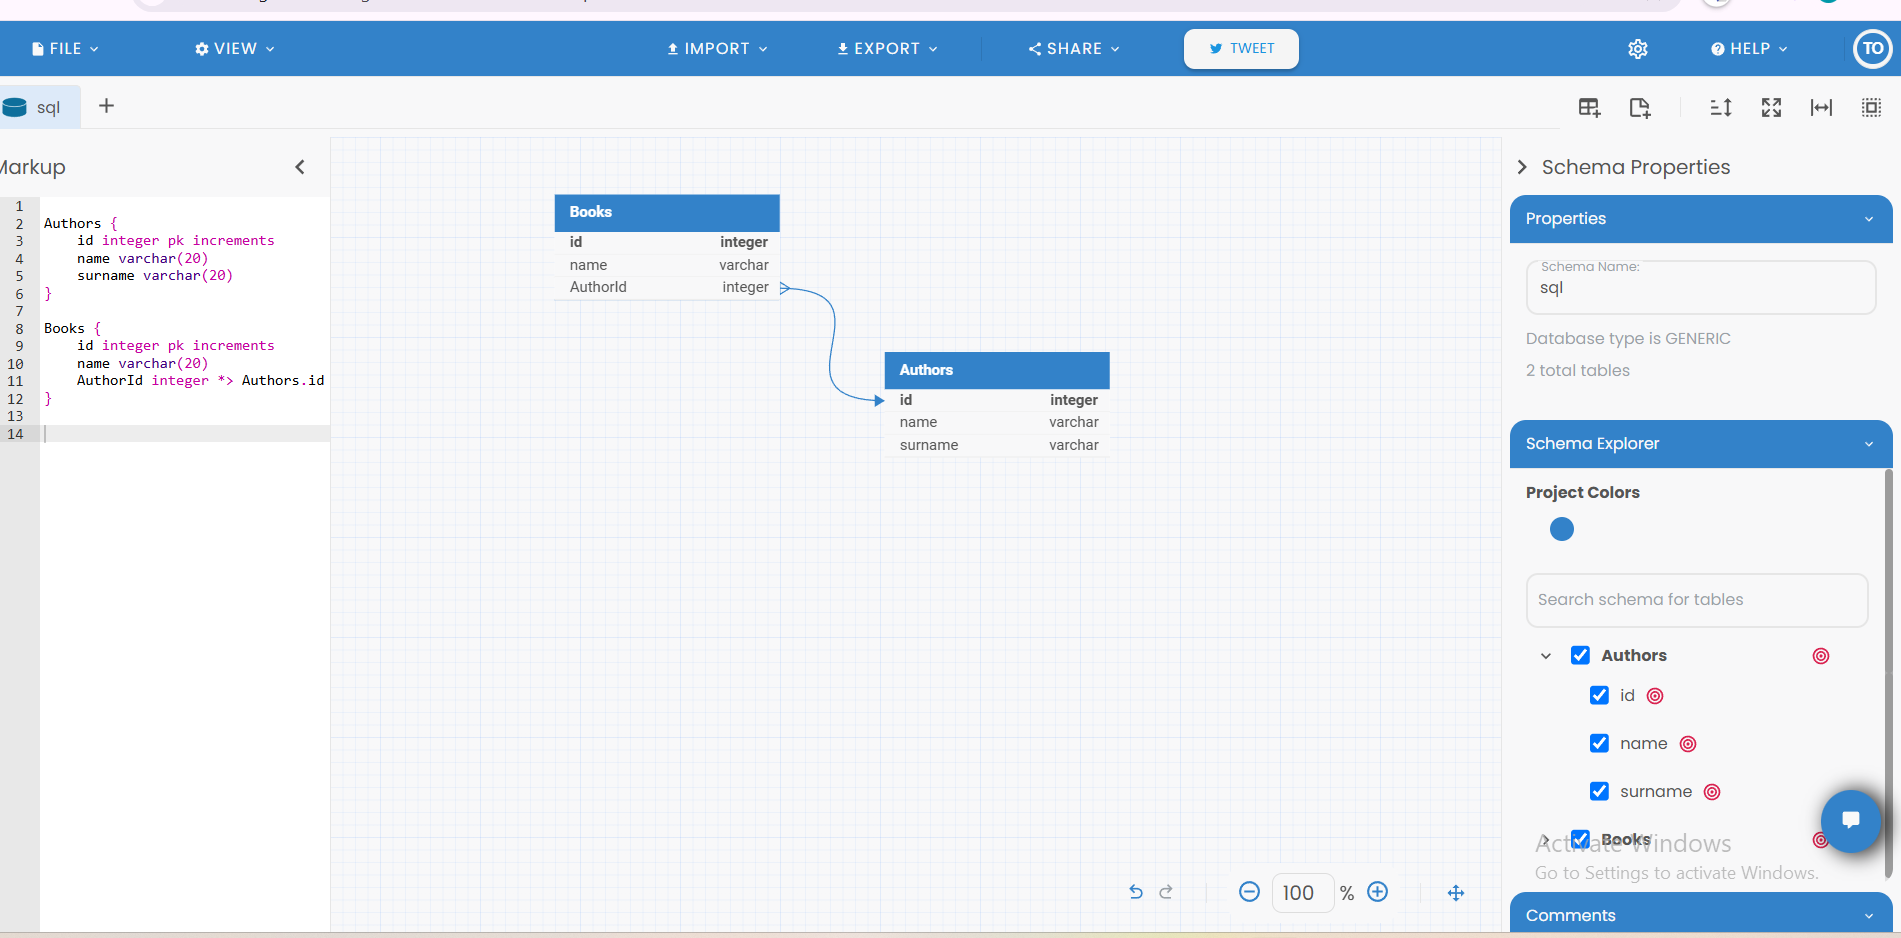 FILE VIEW IMPORT EXPORT SHARE TWEET HELP TO
sql
Markup
1
2 Authors {
3 id integer pk increments
4 name varchar(20)
5 surname varchar(20)
6 }
7
8 Books {
9 id integer pk increments
10 name varchar(20)
11 AuthorId integer *> Authors.id
12 }
13
14
Books
id integer
name varchar
AuthorId integer
Authors
id integer
name varchar
surname varchar
100 %
Schema Properties
Properties
Schema Name:
sql
Database type is GENERIC
2 total tables
Schema Explorer
Project Colors
Search schema for tables
Authors
id
name
surname
Books
Activate Windows
Go to Settings to activate Windows.
Comments